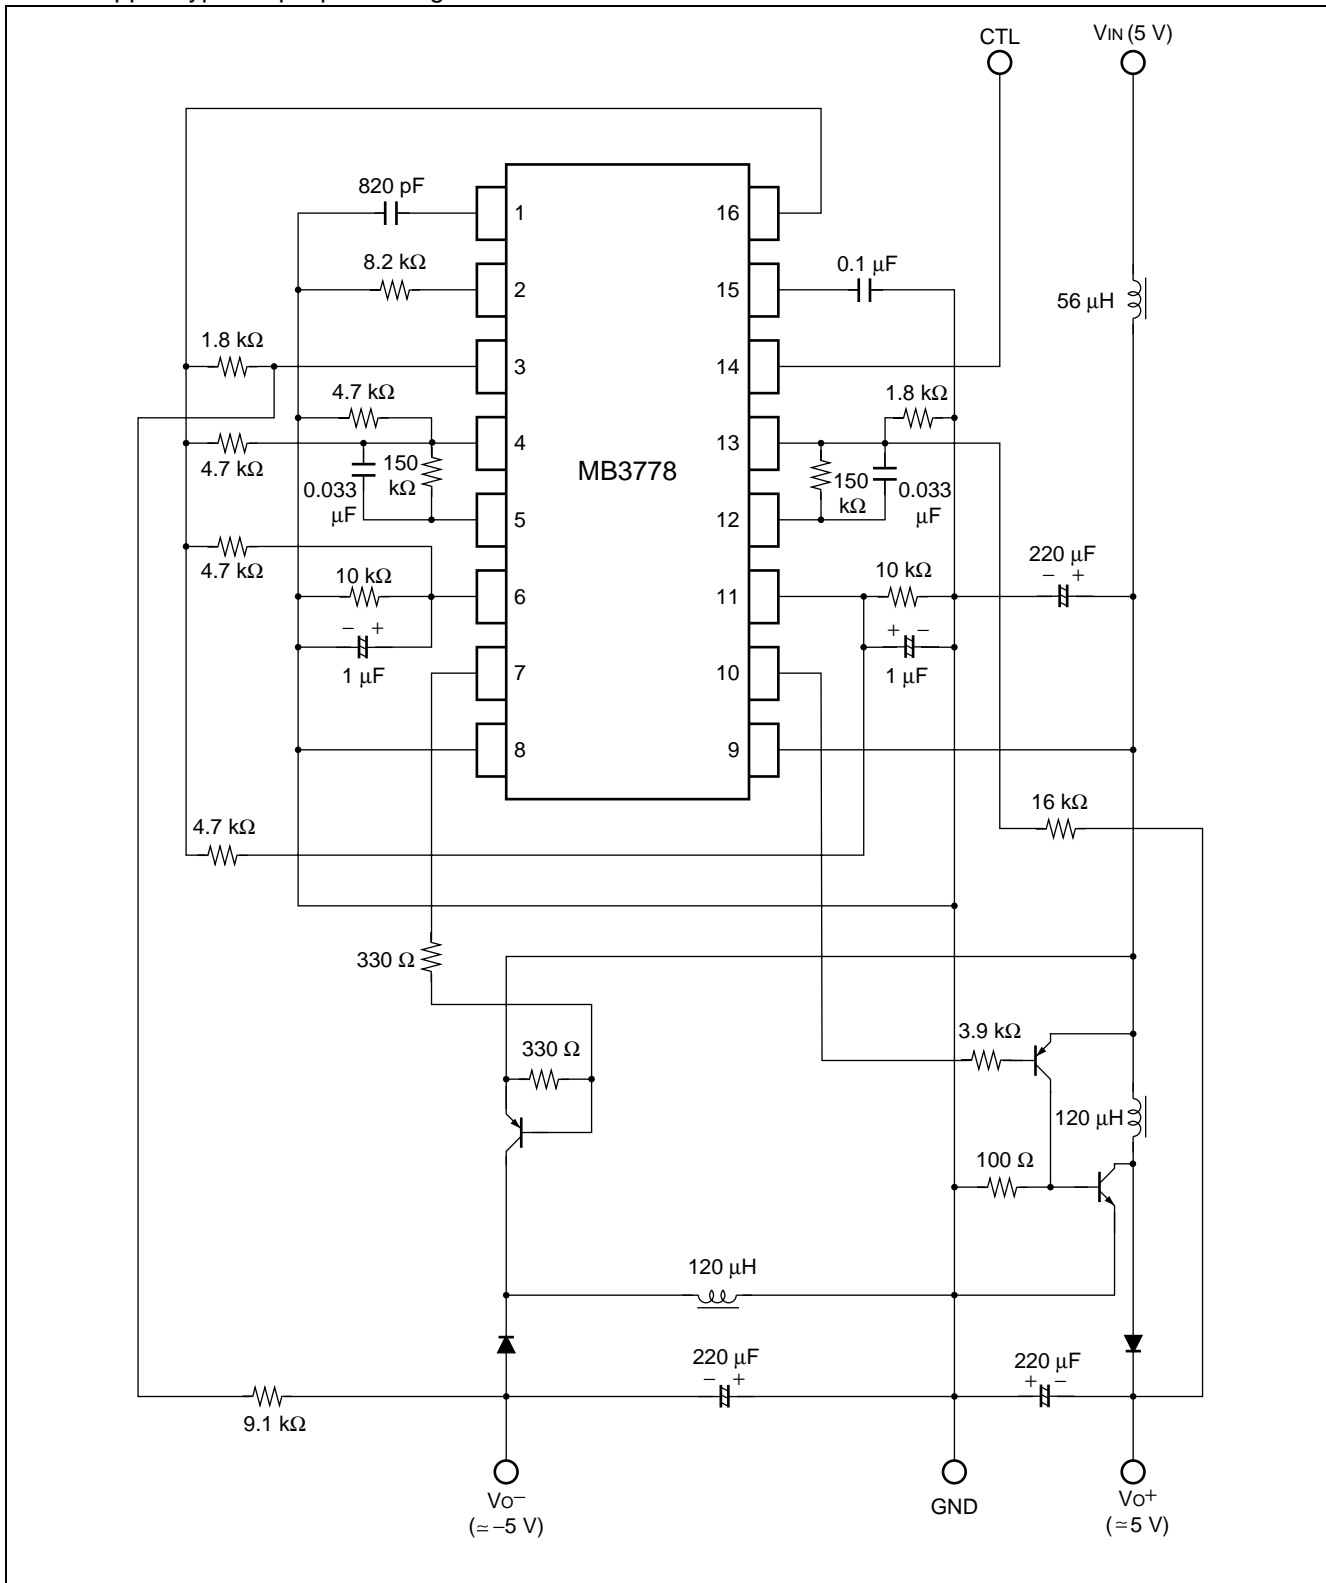 CTL
VIN (5 V)
820 pF
1
16
8.2 kΩ
0.1 μF
2
15
56 μH
1.8 kΩ
3
14
4.7 kΩ
1.8 kΩ
4
13
4.7 kΩ
150
kΩ
MB3778
150
kΩ
0.033
μF
0.033
μF
5
12
4.7 kΩ
220 μF
− +
10 kΩ
10 kΩ
6
11
− +
+ −
1 μF
1 μF
7
10
8
9
16 kΩ
4.7 kΩ
330 Ω
3.9 kΩ
330 Ω
120 μH
100 Ω
120 μH
220 μF
− +
220 μF
+ −
9.1 kΩ
VO−
(≃ −5 V)
GND
VO+
(≃ 5 V)